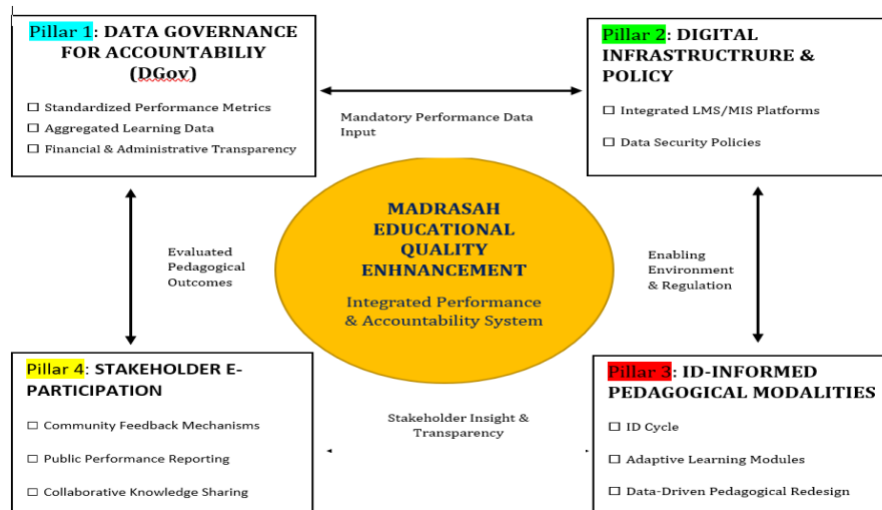 Pillar 1: DATA GOVERNANCE
FOR ACCOUNTABILIY
(DGov)
☐ Standardized Performance Metrics
☐ Aggregated Learning Data
☐ Financial & Administrative Transparency
Mandatory Performance Data
Input
Pillar 2: DIGITAL
INFRASTRUCTRURE &
POLICY
☐ Integrated LMS/MIS Platforms
☐ Data Security Policies
Evaluated
Pedagogical
Outcomes
MADRASAH
EDUCATIONAL
QUALITY
ENHNANCEMENT
Integrated Performance
& Accountability System
Enabling
Environment
& Regulation
Pillar 4: STAKEHOLDER E-
PARTICIPATION
☐ Community Feedback Mechanisms
☐ Public Performance Reporting
☐ Collaborative Knowledge Sharing
Stakeholder Insight &
Transparency
Pillar 3: ID-INFORMED
PEDAGOGICAL MODALITIES
☐ ID Cycle
☐ Adaptive Learning Modules
☐ Data-Driven Pedagogical Redesign